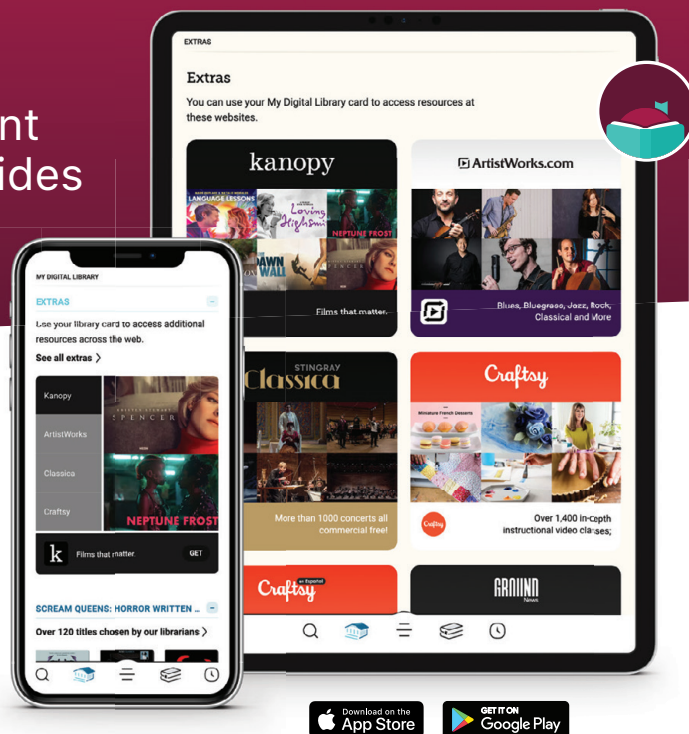 nt
ides
EXTRAS
Extras
You can use your My Digital Library card to access resources at
these websites.
kanopy
LANGUAGE LESSONS
Loving
Highsmith
NEPTUNE FROST
DAWN
WALL
PENCER
Films that matter.
ArtistWorks.com
Blues, Bluegrass, Jazz, Rock,
Classical and More
STINGRAY
Classica
More than 1000 concerts all
commercial free!
Craftsy
Miniature French Desserts
Craftsy
Over 1,400 in-depth
instructional video classes;
Craftsy
en Español
GROUND
News
MY DIGITAL LIBRARY
EXTRAS
Use your library card to access additional
resources across the web.
See all extras
Kanopy
ArtistWorks
Classica
Craftsy
KRISTEN STEWART
SPENCER
NEPTUNE FROST
k
Films that matter.
GET
SCREAM QUEENS: HORROR WRITTEN ...
Over 120 titles chosen by our librarians
Download on the
App Store
GET IT ON
Google Play